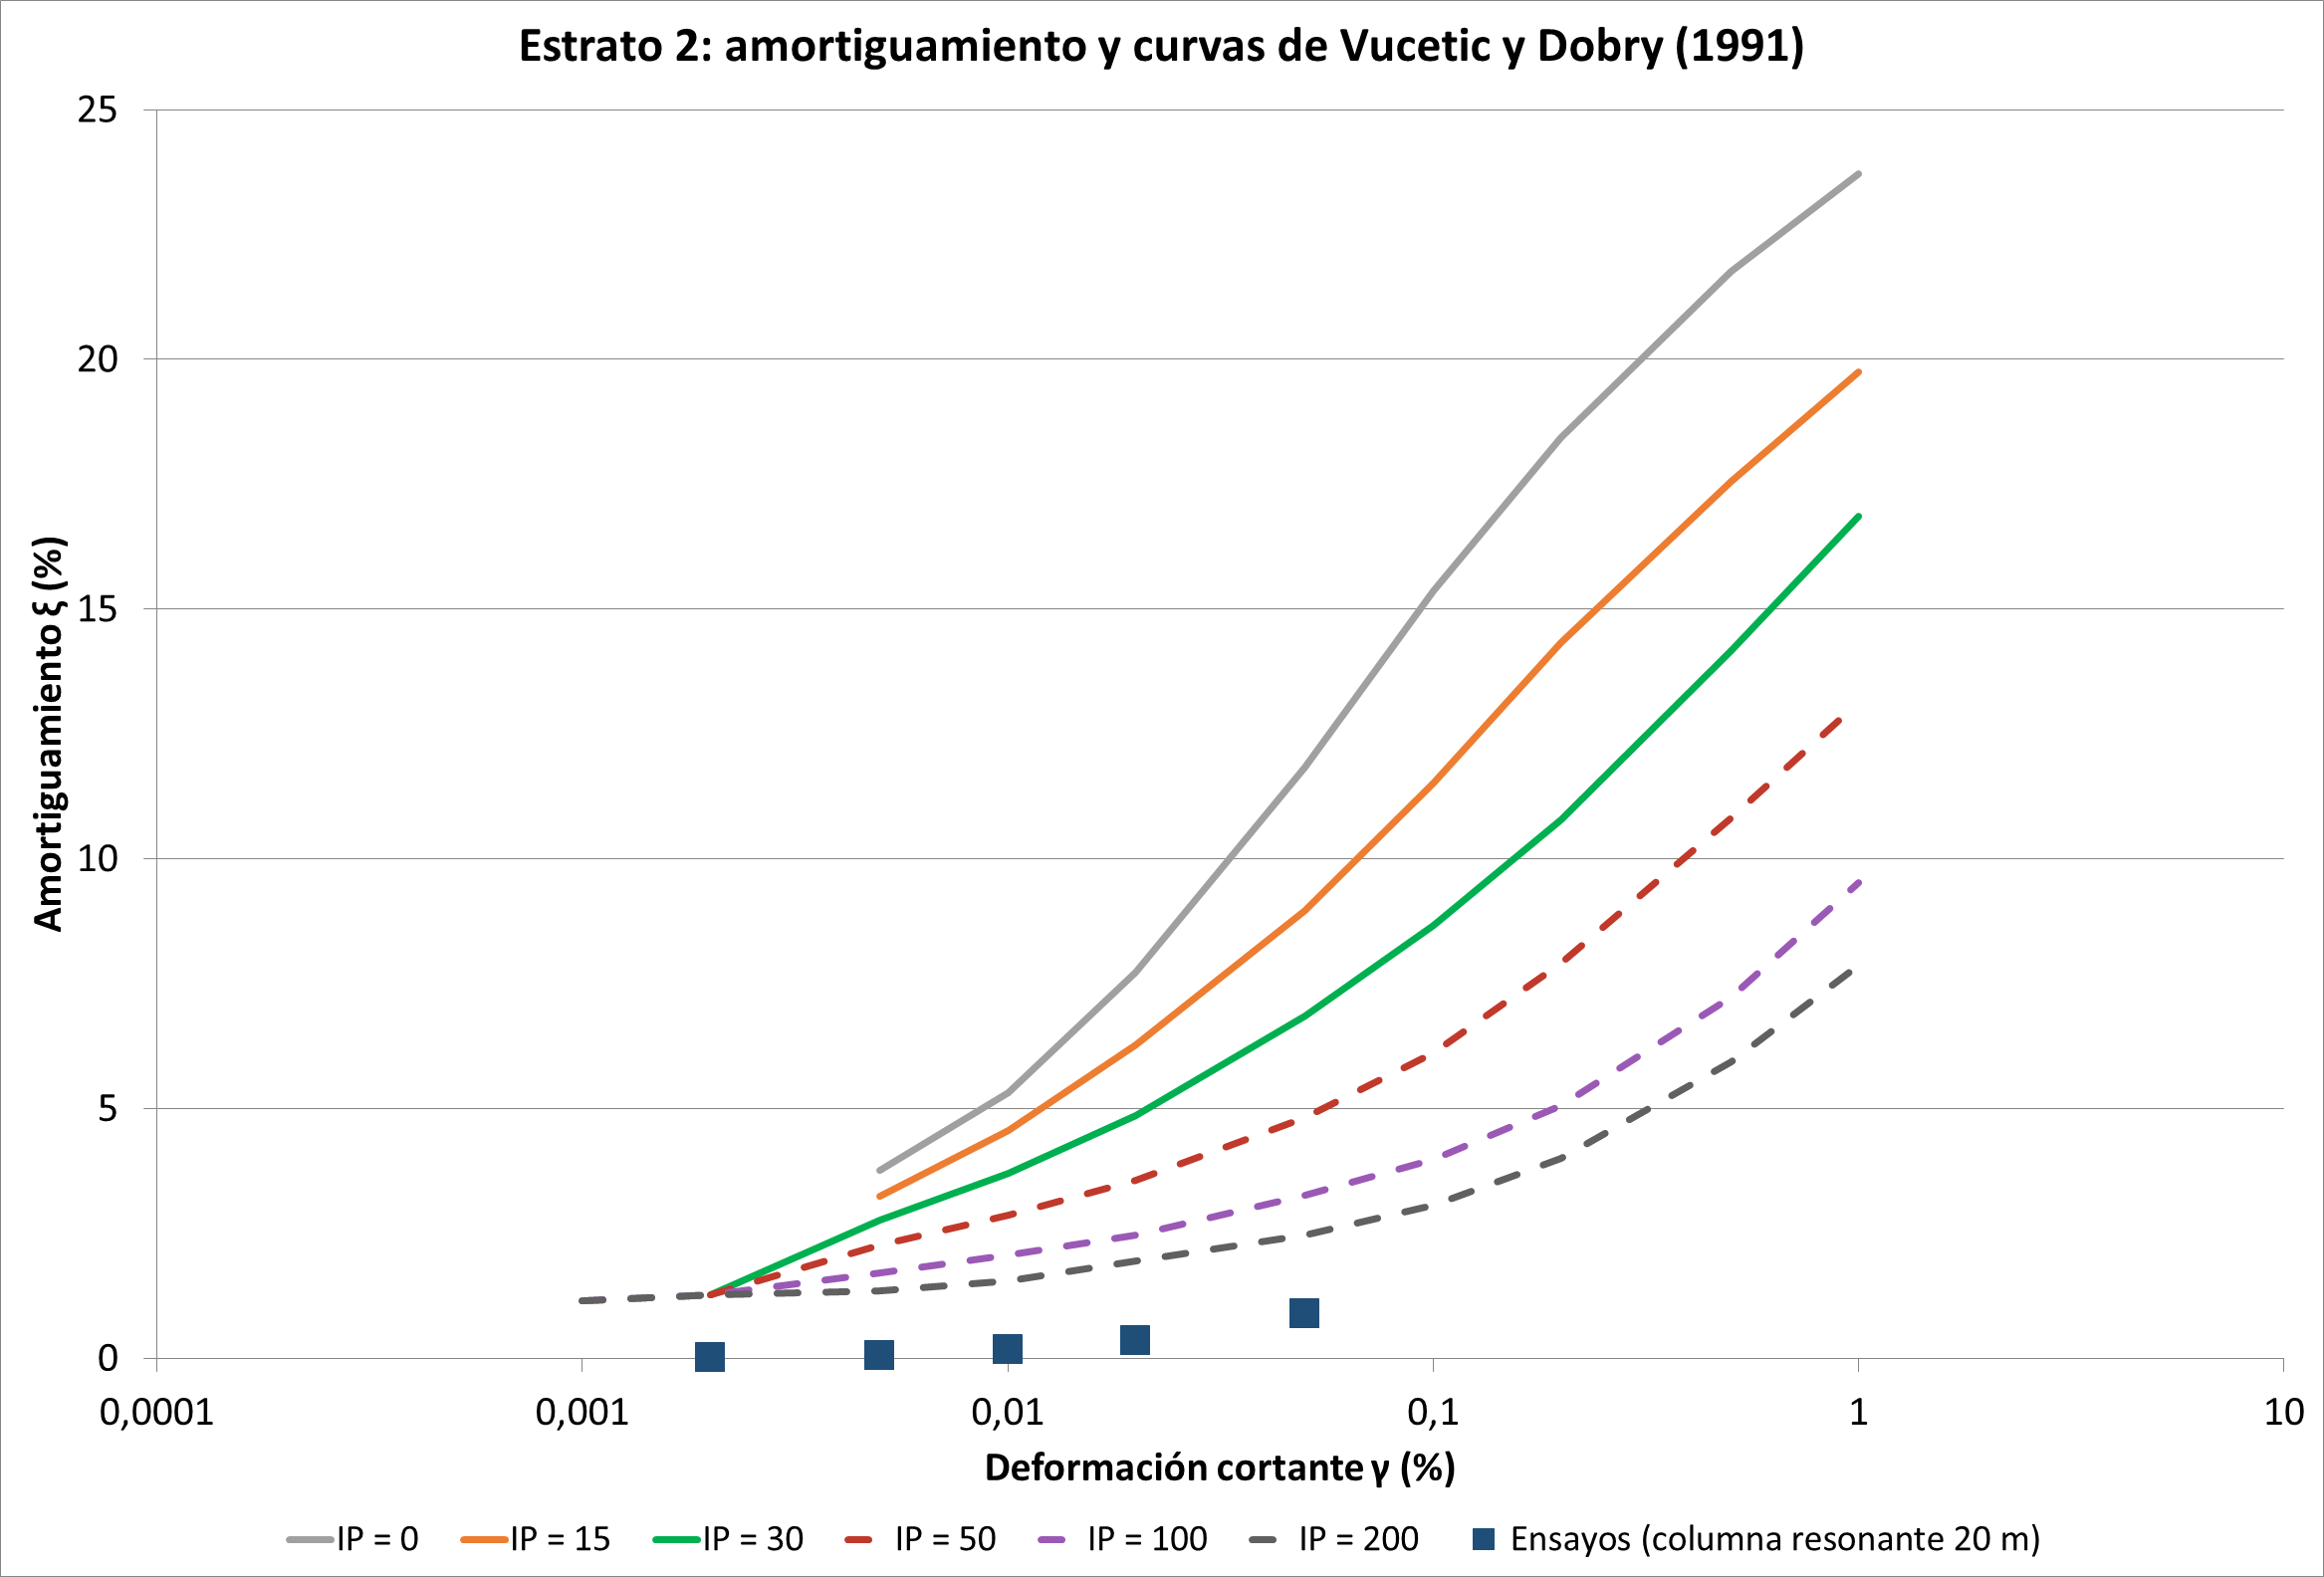 Estrato 2: amortiguamiento y curvas de Vucetic y Dobry (1991)
25
20
15
10
5
0
Amortiguamiento ξ (%)
0,0001
0,001
0,01
0,1
1
10
Deformación cortante γ (%)
IP = 0
IP = 15
IP = 30
IP = 50
IP = 100
IP = 200
Ensayos (columna resonante 20 m)